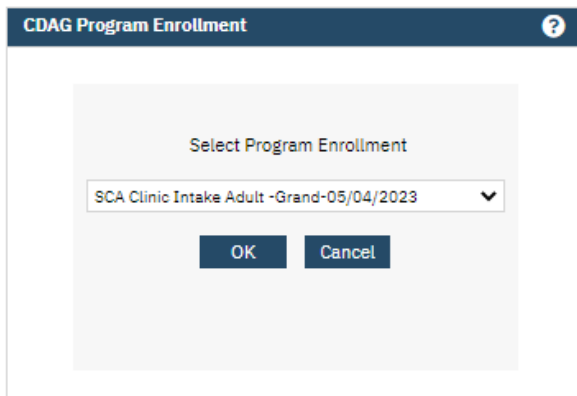 CDAG Program Enrollment ?
Select Program Enrollment
SCA Clinic Intake Adult -Grand-05/04/2023
OK Cancel